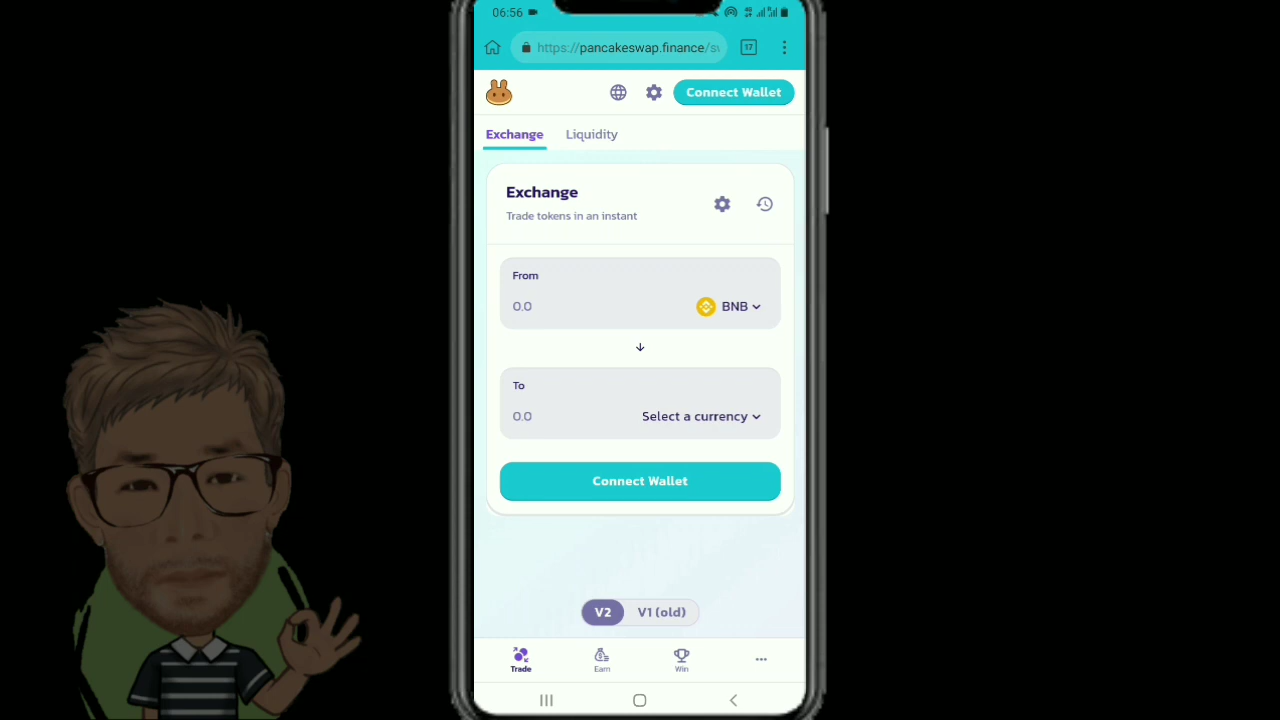 06:56
https://pancakeswap.finance/s
17
Connect Wallet
Exchange Liquidity
Exchange
Trade tokens in an instant
From
0.0 BNB
To
0.0 Select a currency
Connect Wallet
V2 V1 (old)
Trade Earn Win